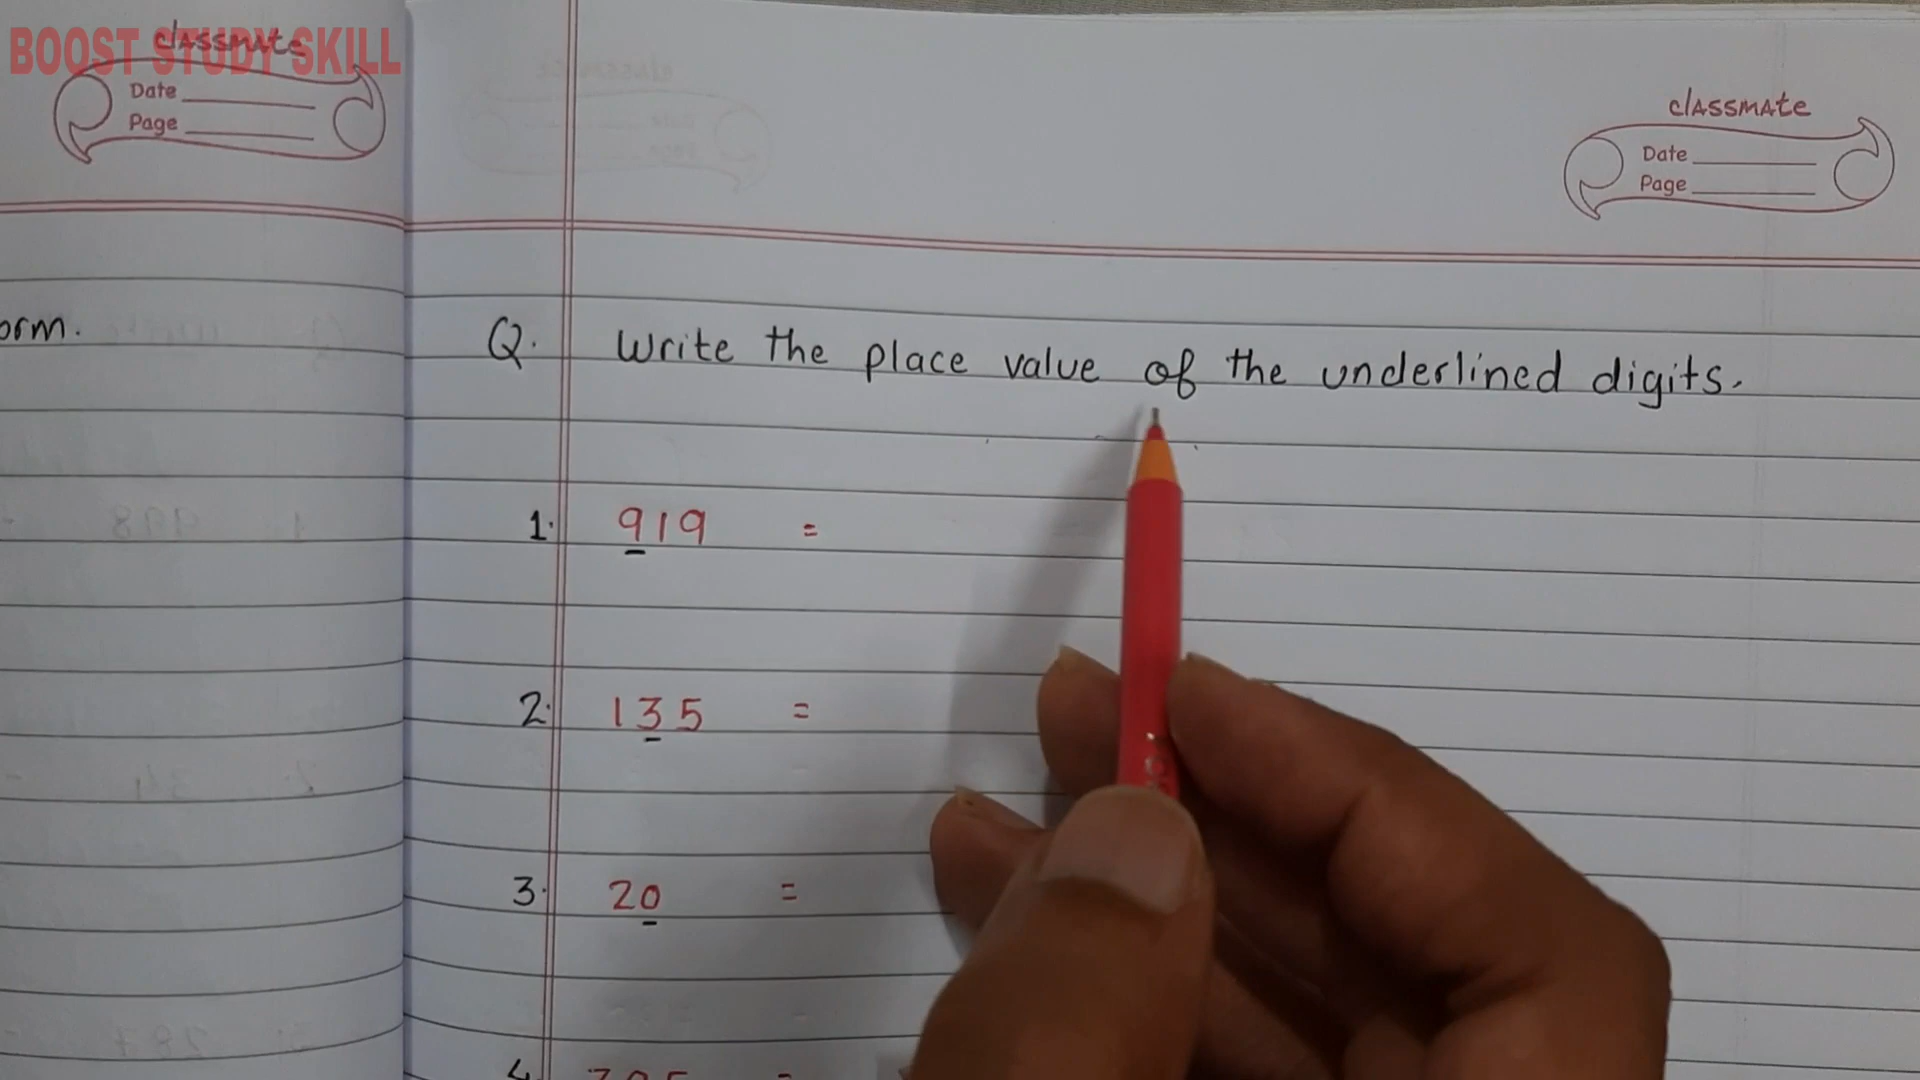 BOOST STUDY SKILL
classmate
Date
Page
classmate
Date
Page
orm.
Q. Write the place value of the underlined digits.
1. 919 =
2. 135 =
3. 20 =
4. =